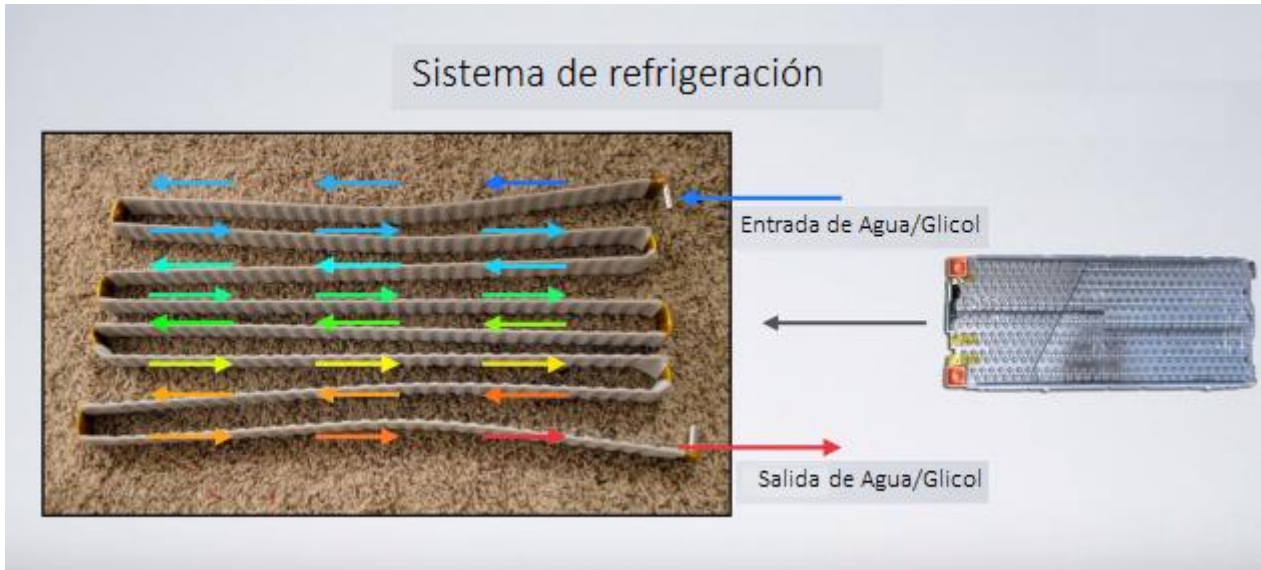 Sistema de refrigeración
Entrada de Agua/Glicol
Salida de Agua/Glicol